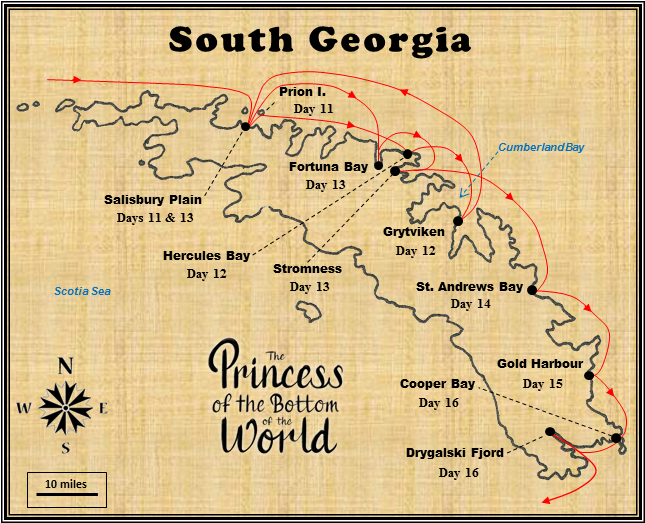 South Georgia
Prion I.
Day 11
CumberlandBay
Fortuna Bay
Day 13
Salisbury Plain
Days 11 & 13
Grytviken
Day 12
Hercules Bay
Day 12
Stromness
Day 13
St. Andrews Bay
Day 14
Scotia Sea
The
Princess
of the Bottom
of the
World
Gold Harbour
Day 15
Cooper Bay
Day 16
Drygalski Fjord
Day 16
N
W
E
S
10 miles